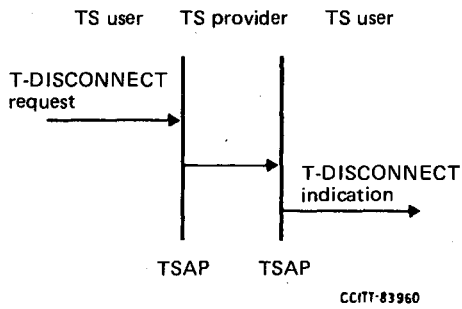 TS user TS provider TS user
T-DISCONNECT
request
T-DISCONNECT
indication
TSAP TSAP
CCITT-83960